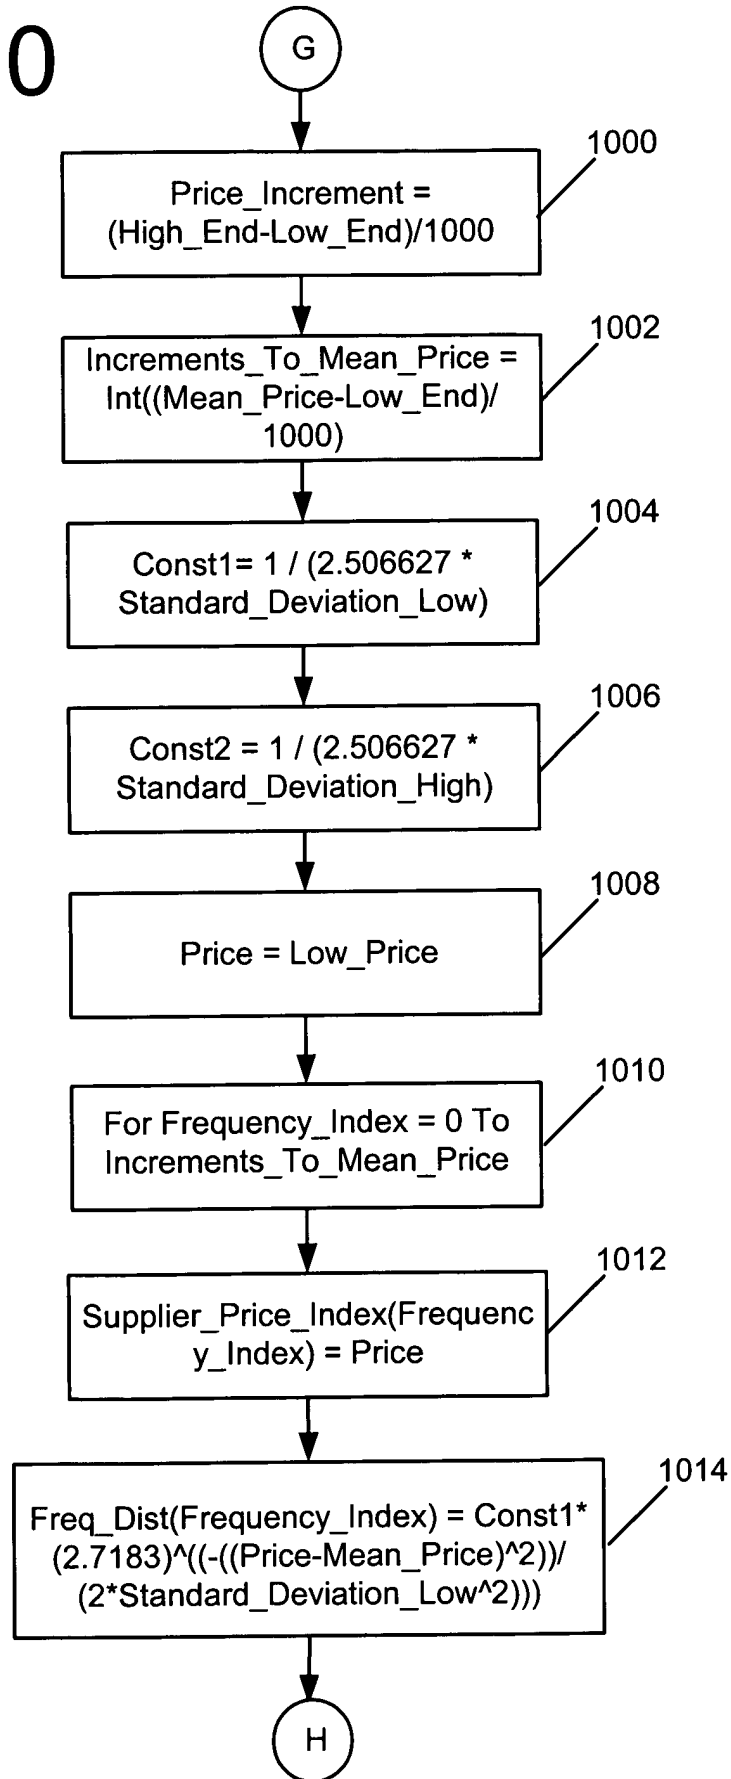 0
G
1000
Price_Increment =
(High_End-Low_End)/1000
1002
Increments_To_Mean_Price =
Int((Mean_Price-Low_End)/
1000)
1004
Const1= 1 / (2.506627 *
Standard_Deviation_Low)
1006
Const2 = 1 / (2.506627 *
Standard_Deviation_High)
1008
Price = Low_Price
1010
For Frequency_Index = 0 To
Increments_To_Mean_Price
1012
Supplier_Price_Index(Frequenc
y_Index) = Price
1014
Freq_Dist(Frequency_Index) = Const1*
(2.7183)^((-((Price-Mean_Price)^2))/
(2*Standard_Deviation_Low^2)))
H